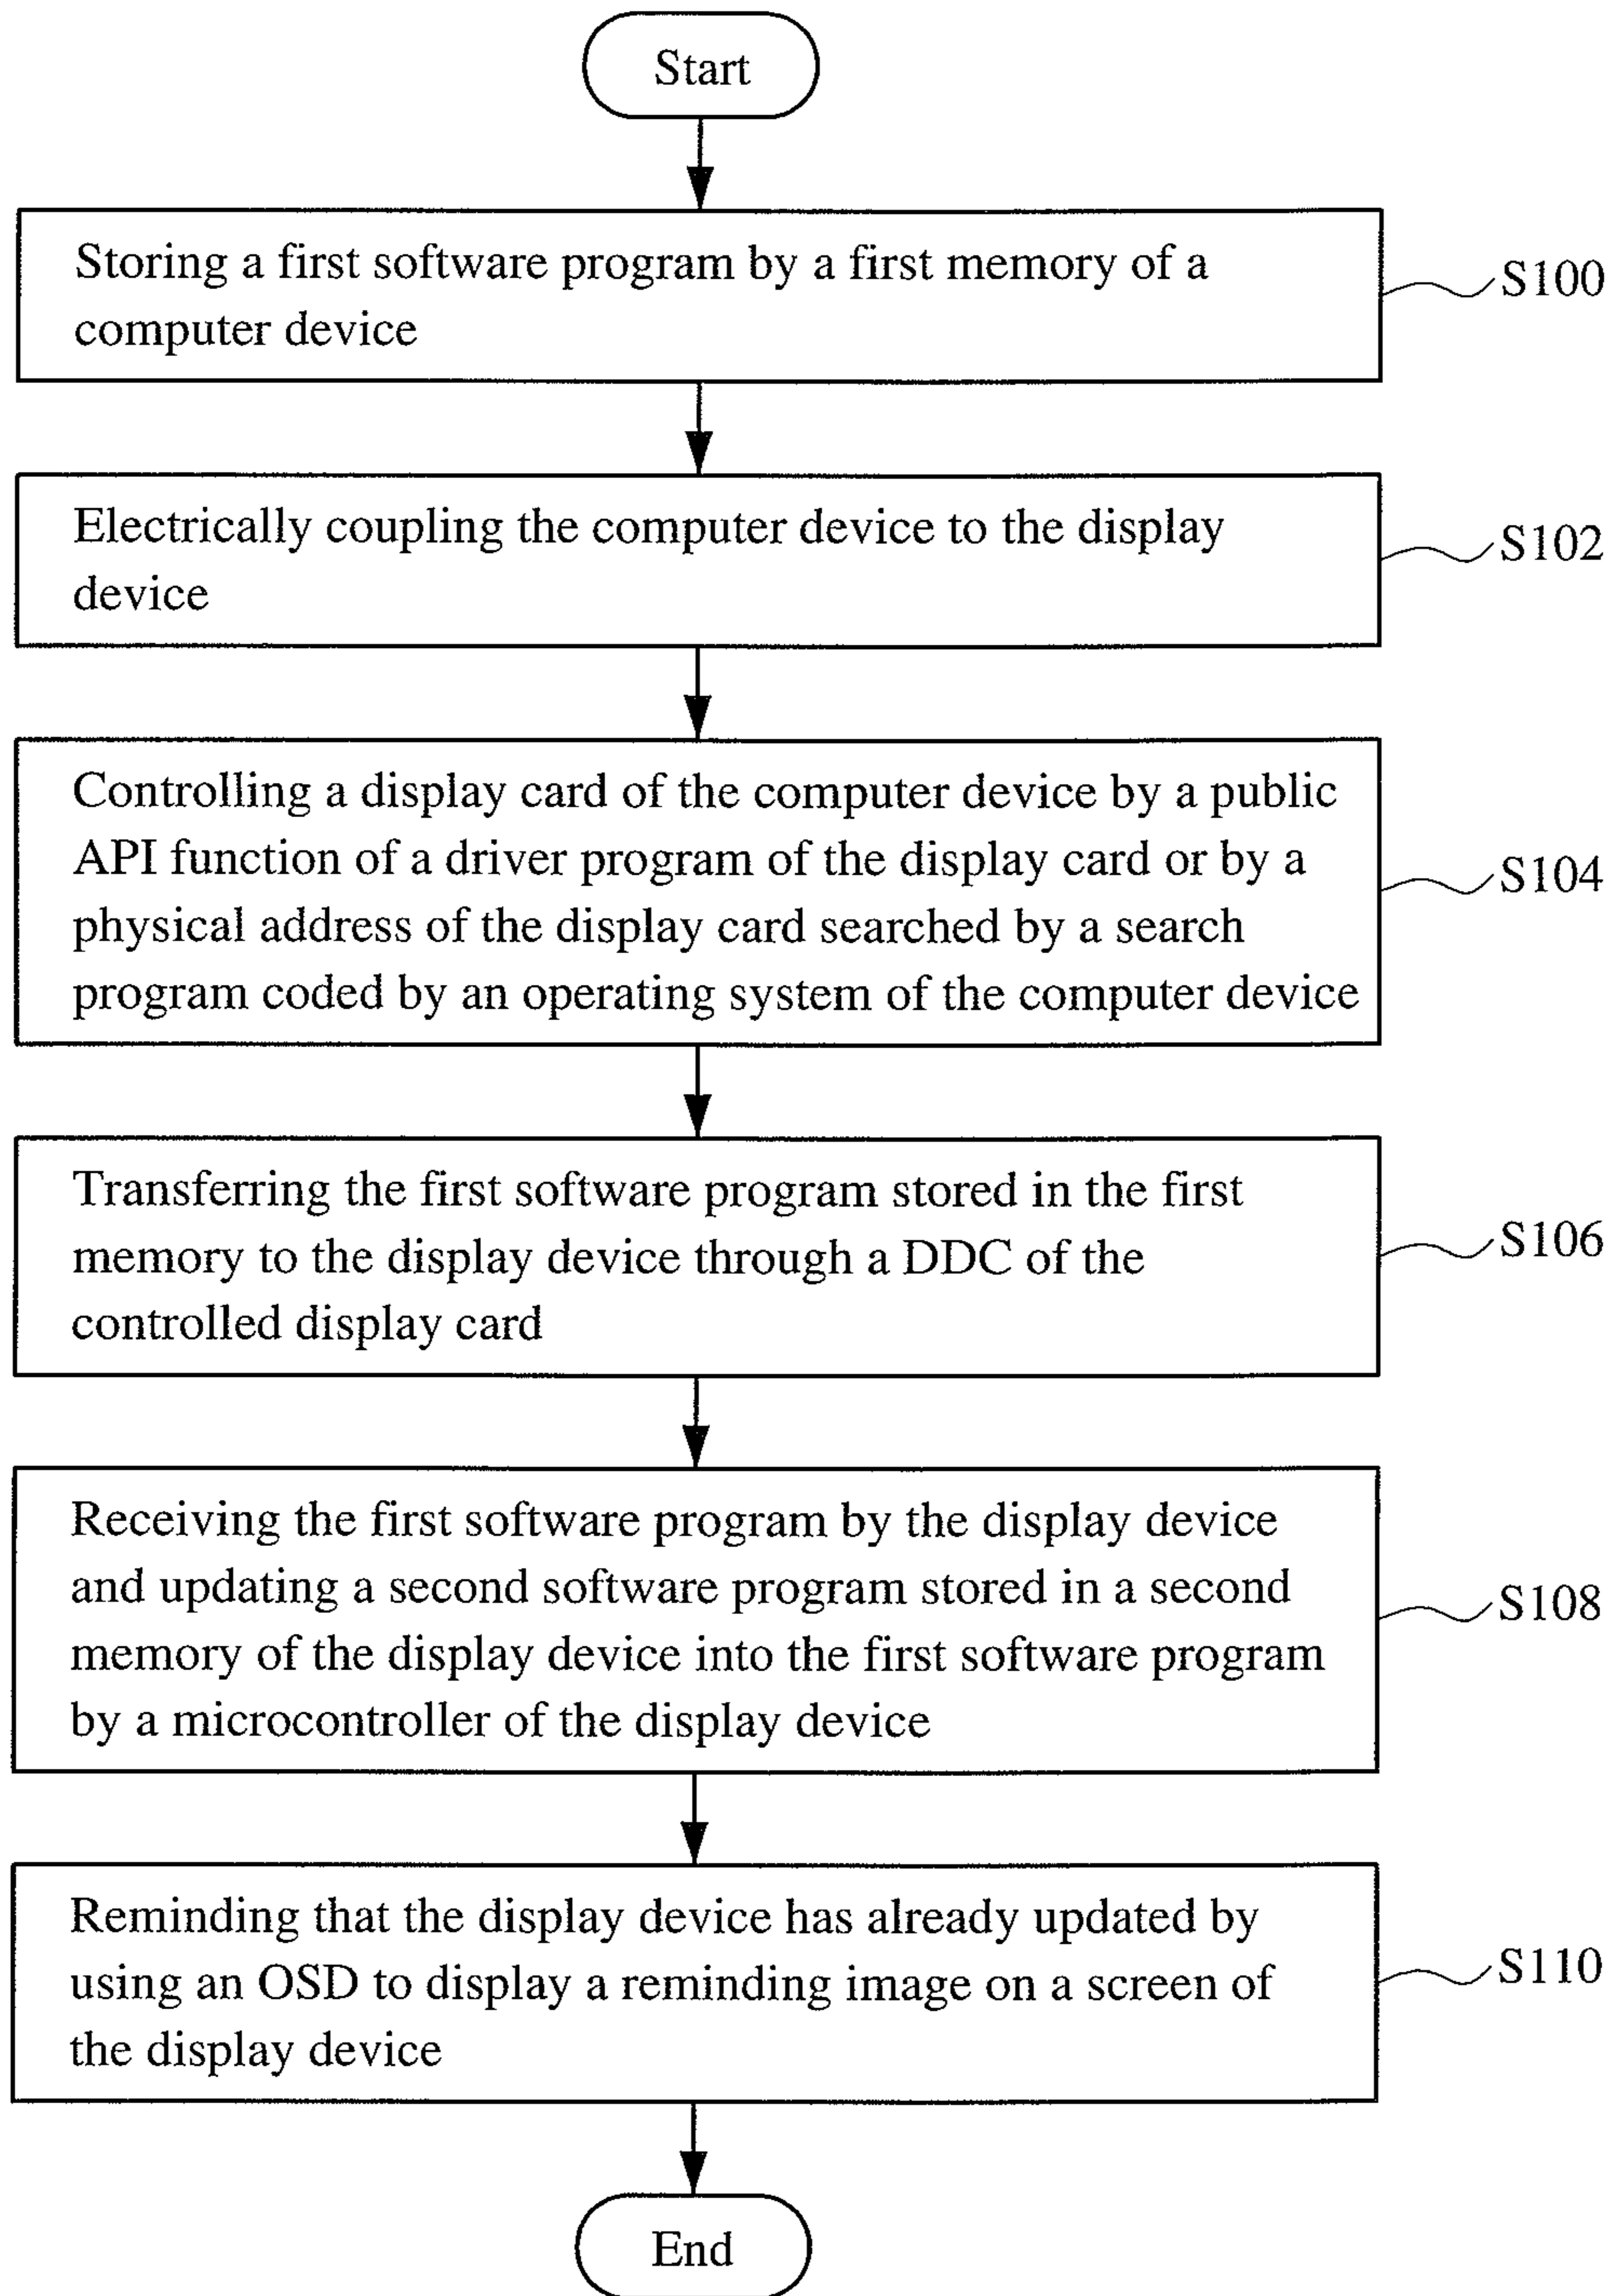 Start
Storing a first software program by a first memory of a
computer device
S100
Electrically coupling the computer device to the display
device
S102
Controlling a display card of the computer device by a public
API function of a driver program of the display card or by a
physical address of the display card searched by a search
program coded by an operating system of the computer device
S104
Transferring the first software program stored in the first
memory to the display device through a DDC of the
controlled display card
S106
Receiving the first software program by the display device
and updating a second software program stored in a second
memory of the display device into the first software program
by a microcontroller of the display device
S108
Reminding that the display device has already updated by
using an OSD to display a reminding image on a screen of
the display device
S110
End